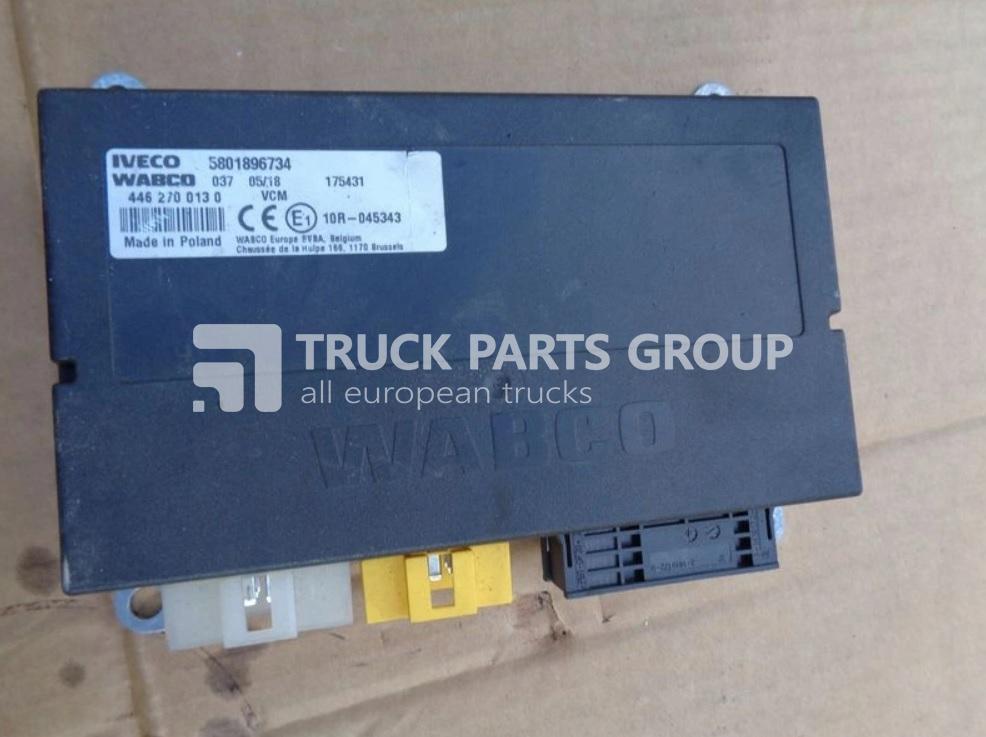 IVECO 5801896734
WABCO 037 05/18 175431
446 270 013 0 VCM
CE E1 10R-045343
Made in Poland
WABCO Europe BVBA, Belgium
Chaussée de la Hulpe 166, 1170 Brussels
TRUCK PARTS GROUP
all european trucks
WABCO